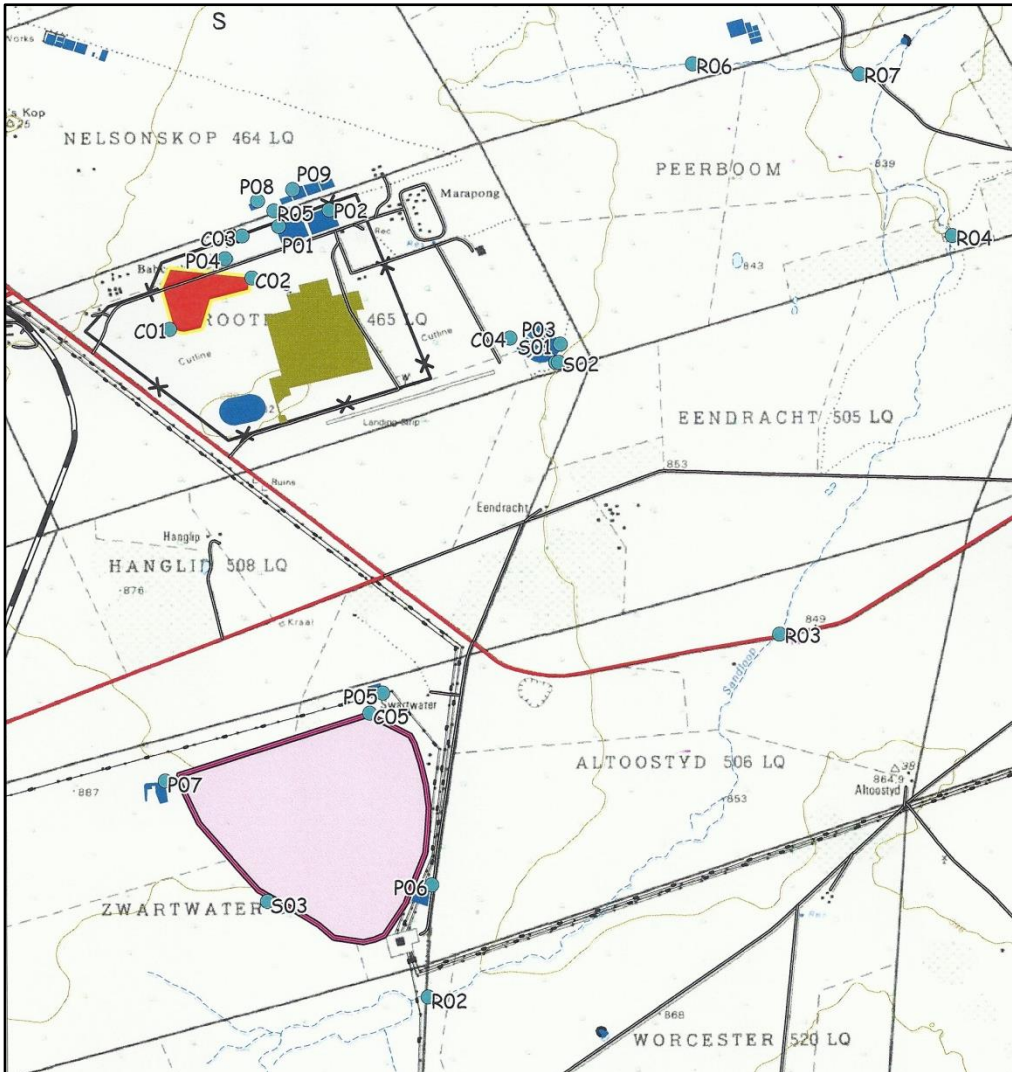 S
Works
R06
R07
's Kop
25
NELSONSKOP 464 LQ
839
PEERBOOM
P09
P08
Marapong
R05
P02
Rec
C03
P01
R04
P04
843
C02
465 LQ
C01
Cutline
Cutline
C04
P03
S01
S02
Landing Strip
EENDRACHT 505 LQ
853
Ruins
Eendracht
Hanglip
HANGLIP 508 LQ
876
Kraal
849
R03
Sandloop
P05
Zwartwater
C05
ALTOOSTYD 506 LQ
38
864.9
Altoostyd
P07
887
853
P06
ZWARTWATER
S03
R02
868
WORCESTER 520 LQ